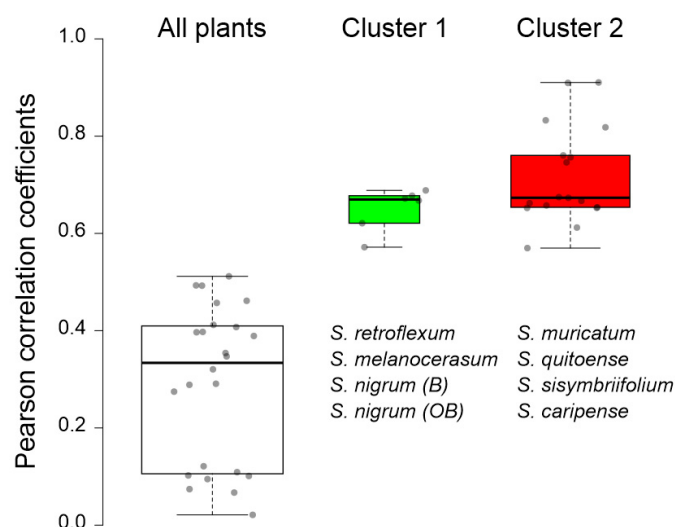 All plants Cluster 1 Cluster 2
1.0
0.8
0.6
0.4
0.2
0.0
Pearson correlation coefficients
S. retroflexum
S. melanocerasum
S. nigrum (B)
S. nigrum (OB)
S. muricatum
S. quitoense
S. sisymbriifolium
S. caripense